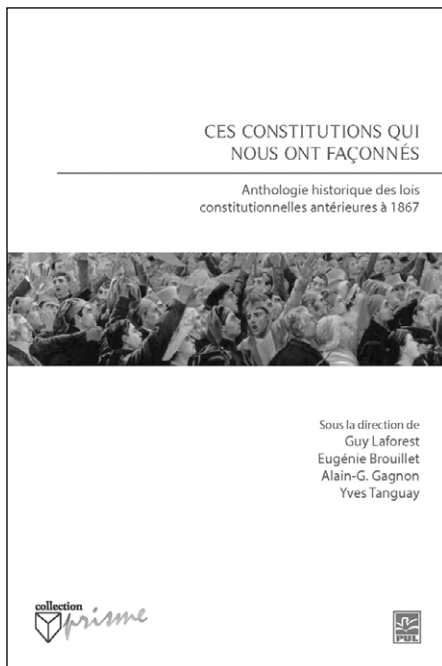 CES CONSTITUTIONS QUI
NOUS ONT FAÇONNÉS
Anthologie historique des lois
constitutionnelles antérieures à 1867
Sous la direction de
Guy Laforest
Eugénie Brouillet
Alain-G. Gagnon
Yves Tanguay
collection
prisme
PUL